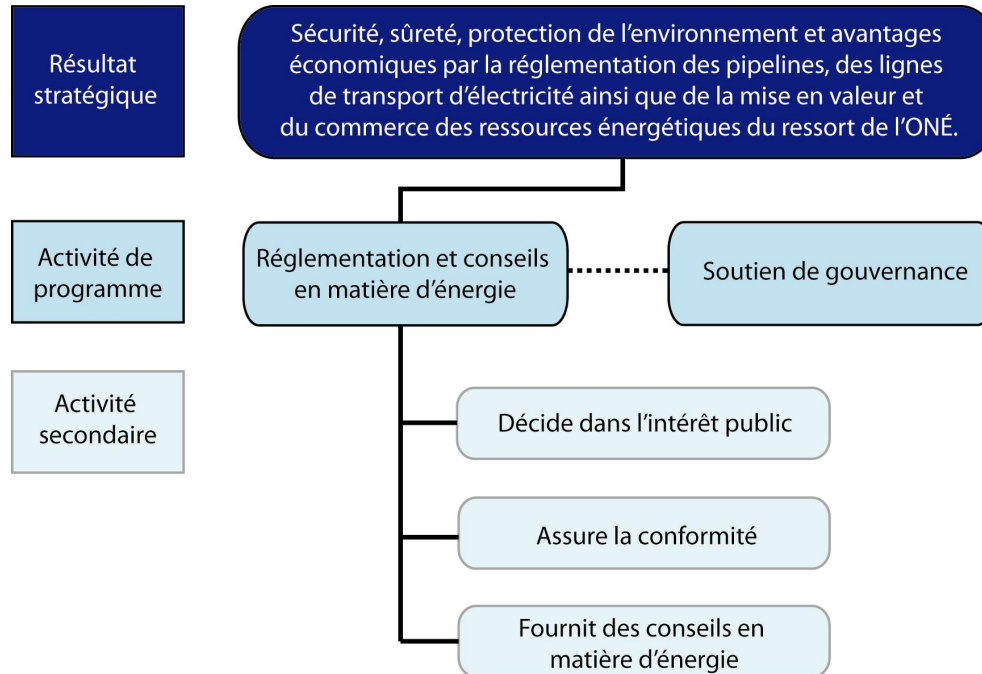 Résultat
stratégique
Sécurité, sûreté, protection de l’environnement et avantages
économiques par la réglementation des pipelines, des lignes
de transport d’électricité ainsi que de la mise en valeur et
du commerce des ressources énergétiques du ressort de l’ONÉ.
Activité de
programme
Réglementation et conseils
en matière d’énergie
Soutien de gouvernance
Activité
secondaire
Décide dans l’intérêt public
Assure la conformité
Fournit des conseils en
matière d’énergie